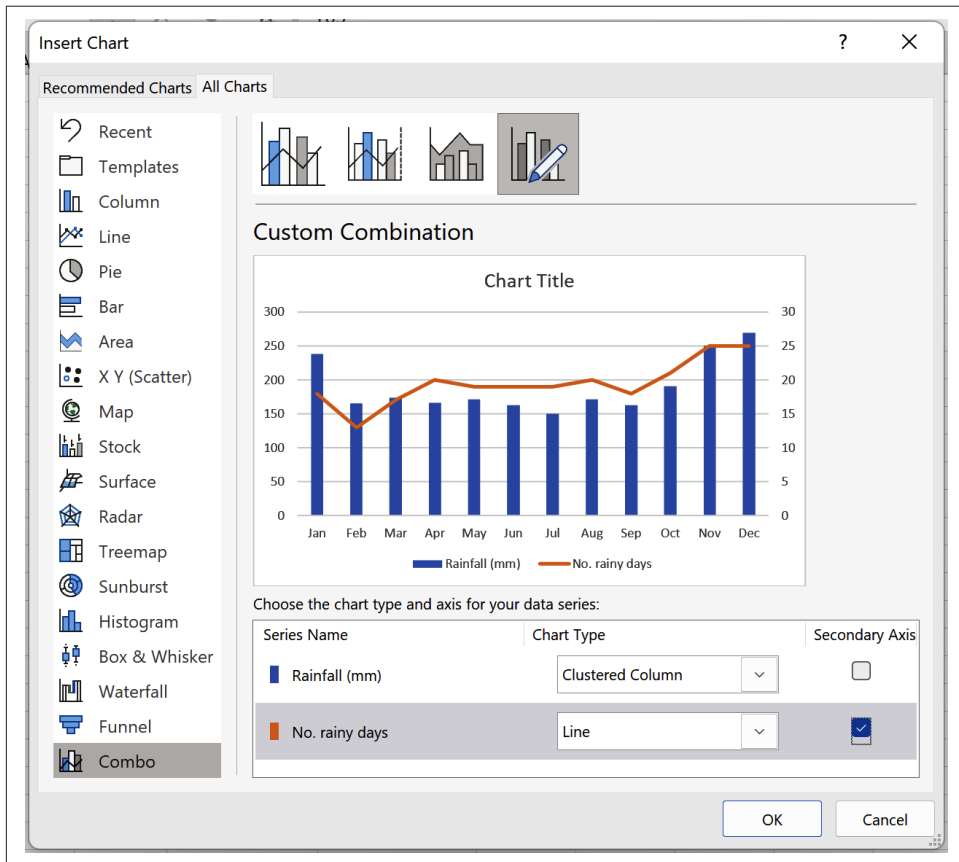 Insert Chart ? ×
Recommended Charts All Charts
Recent
Templates
Column
Line
Pie
Bar
Area
X Y (Scatter)
Map
Stock
Surface
Radar
Treemap
Sunburst
Histogram
Box & Whisker
Waterfall
Funnel
Combo
Custom Combination
Chart Title
300 30
250 25
200 20
150 15
100 10
50 5
0 0
Jan Feb Mar Apr May Jun Jul Aug Sep Oct Nov Dec
Rainfall (mm) No. rainy days
Choose the chart type and axis for your data series:
Series Name Chart Type Secondary Axis
Rainfall (mm) Clustered Column
No. rainy days Line
OK Cancel